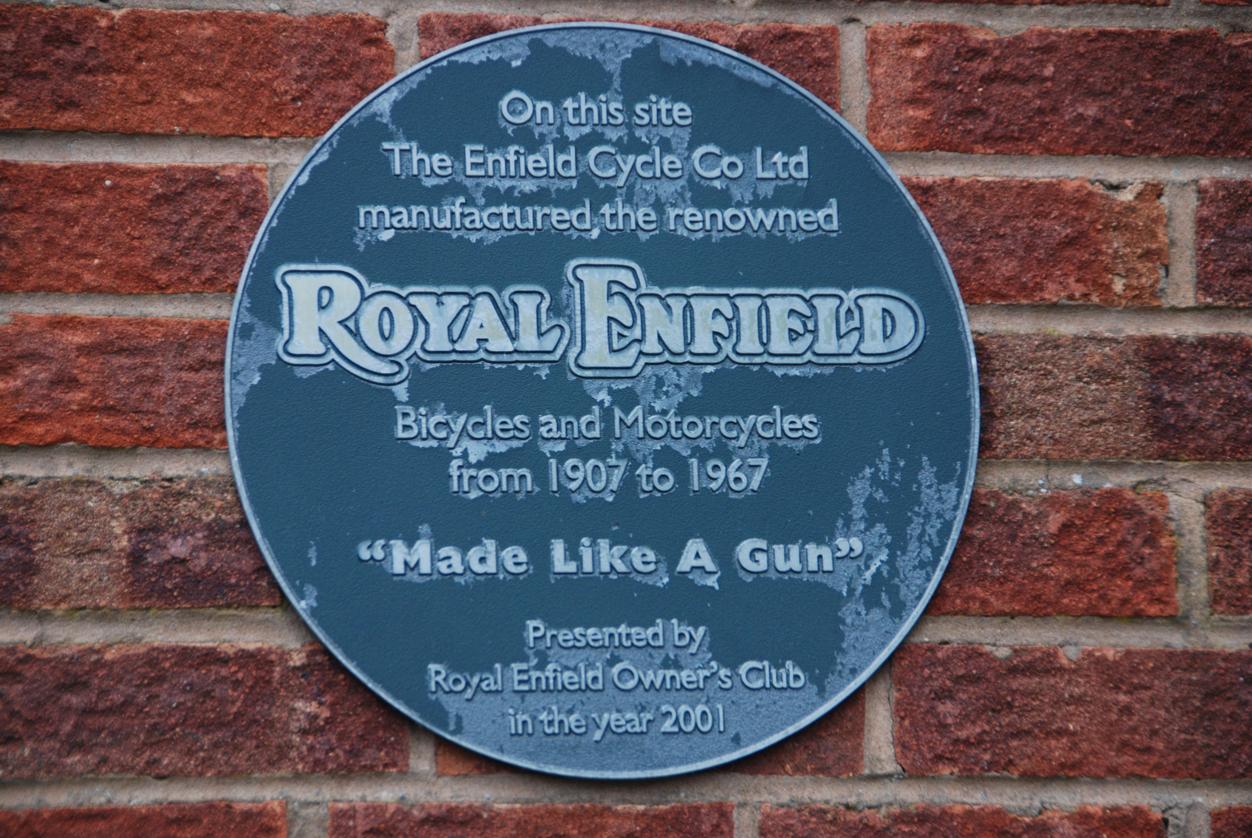 On this site
The Enfield Cycle Co Ltd
manufactured the renowned
ROYAL ENFIELD
Bicycles and Motorcycles
from 1907 to 1967
“Made Like A Gun”
Presented by
Royal Enfield Owner's Club
in the year 2001